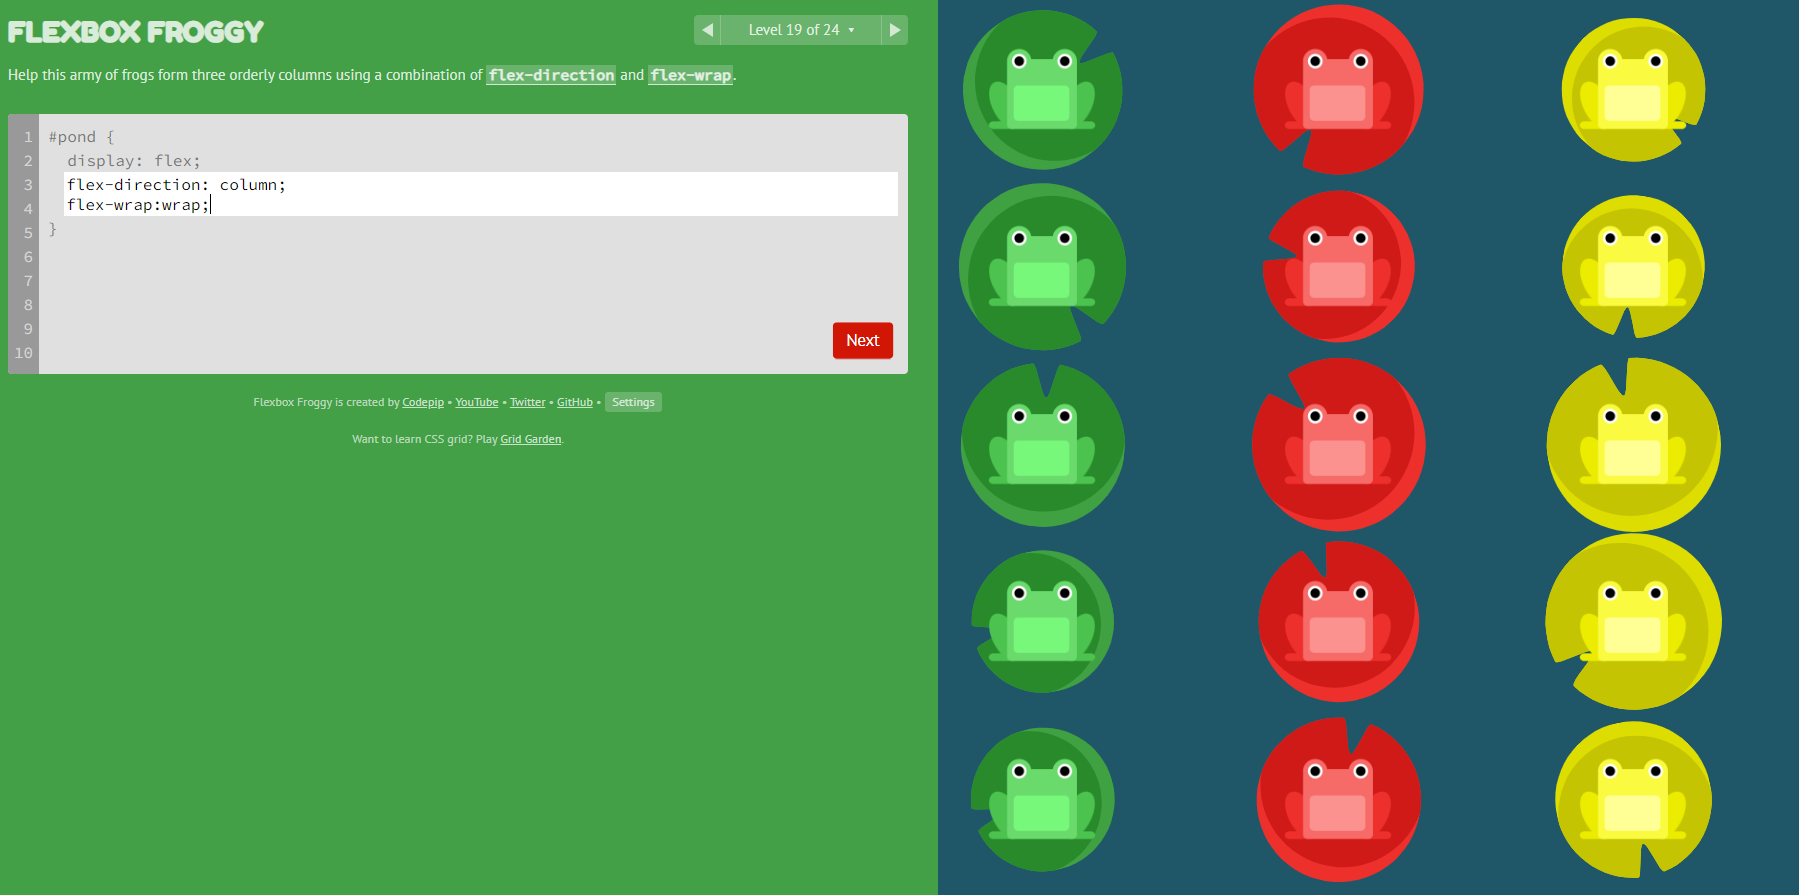 FLEXBOX FROGGY
◀ Level 19 of 24 ▾ ▶
Help this army of frogs form three orderly columns using a combination of flex-direction and flex-wrap.
1 #pond {
2 display: flex;
3 flex-direction: column;
4 flex-wrap:wrap;
5 }
6
7
8
9
10
Next
Flexbox Froggy is created by Codepip • YouTube • Twitter • GitHub • Settings
Want to learn CSS grid? Play Grid Garden.